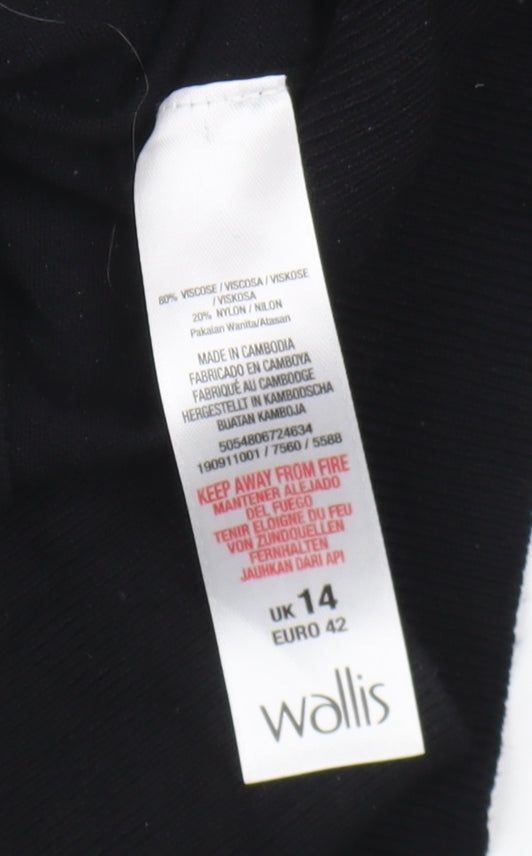 80% VISCOSE / VISCOSA / VISKOSE
/ VISKOSA
20% NYLON / NILON
Pakaian Wanita/Atasan
MADE IN CAMBODIA
FABRICADO EN CAMBOYA
FABRIQUÉ AU CAMBODGE
HERGESTELLT IN KAMBODSCHA
BUATAN KAMBOJA
5054806724634
190911001 / 7560 / 5588
KEEP AWAY FROM FIRE
MANTENER ALEJADO
DEL FUEGO
TENIR ELOIGNE DU FEU
VON ZUNDQUELLEN
FERNHALTEN
JAUHKAN DARI API
UK 14
EURO 42
wallis